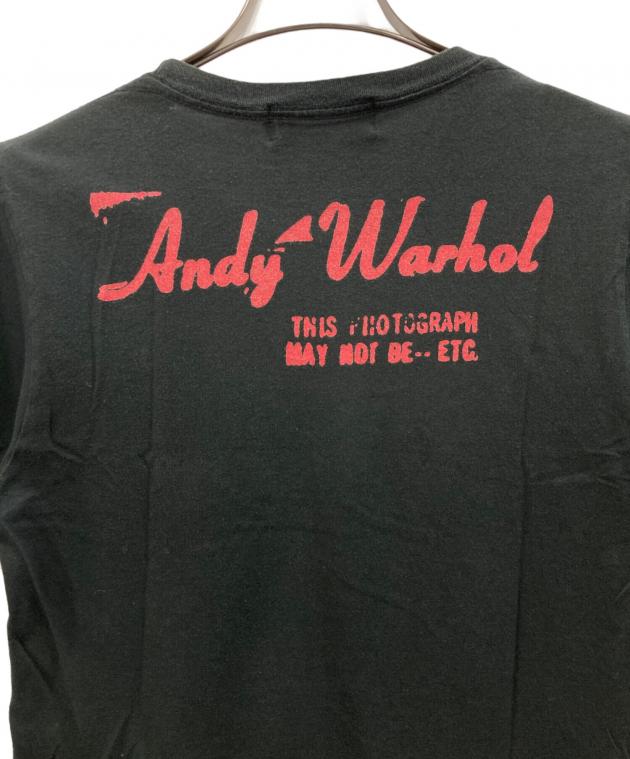 Andy Warhol
THIS PHOTOGRAPH
MAY NOT BE-- ETC.